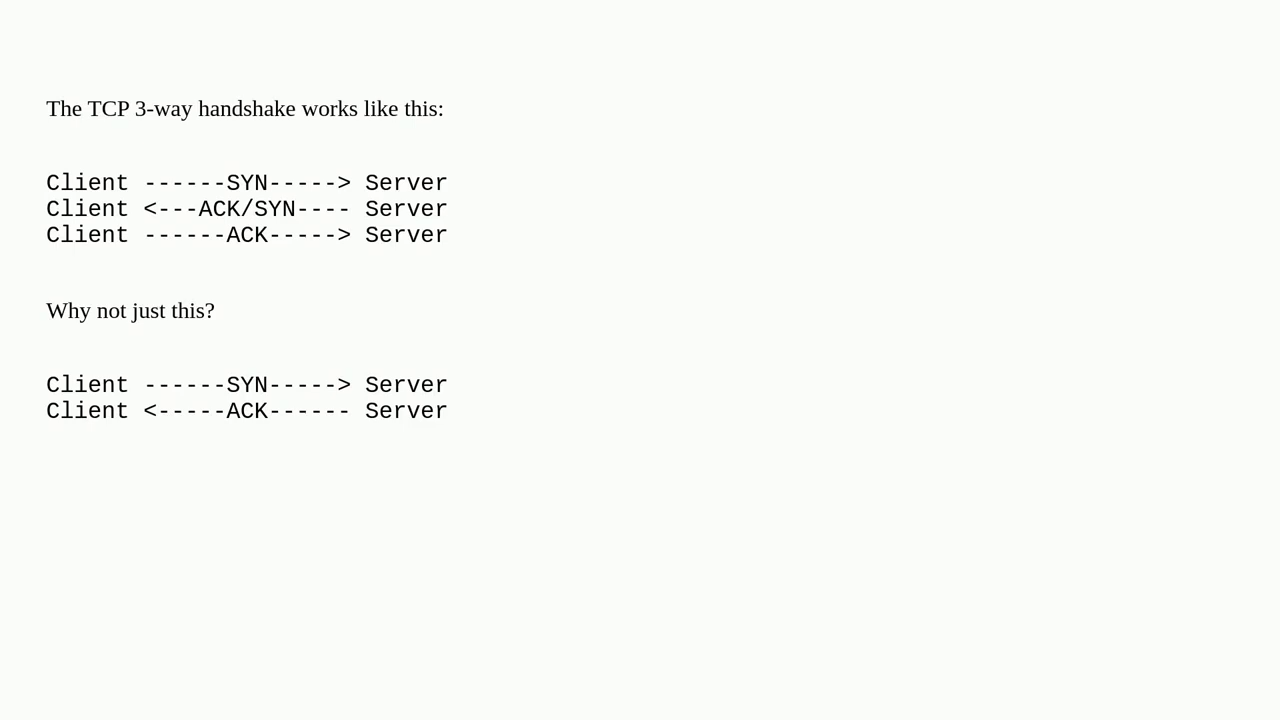 The TCP 3-way handshake works like this:
Client ------SYN-----> Server
Client <---ACK/SYN---- Server
Client ------ACK-----> Server
Why not just this?
Client ------SYN-----> Server
Client <-----ACK------ Server